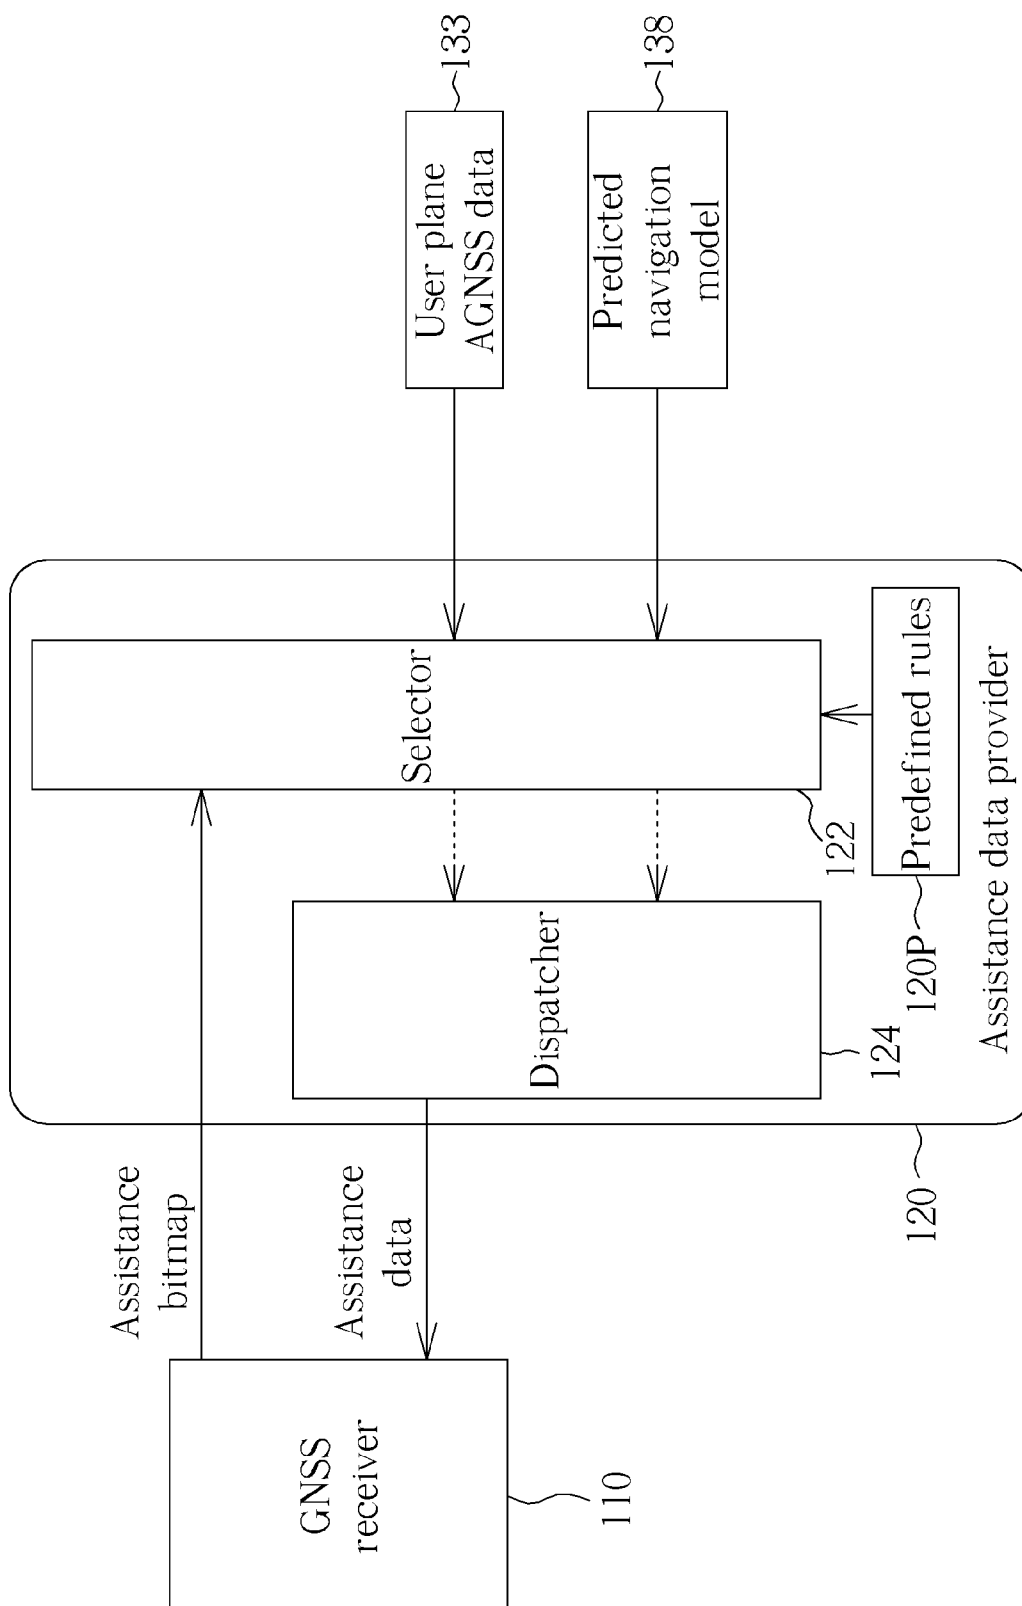 GNSS
receiver
110
Assistance
bitmap
Assistance
data
120
Dispatcher
124
Selector
122
Predefined rules
120P
Assistance data provider
User plane
AGNSS data
133
Predicted
navigation
model
138